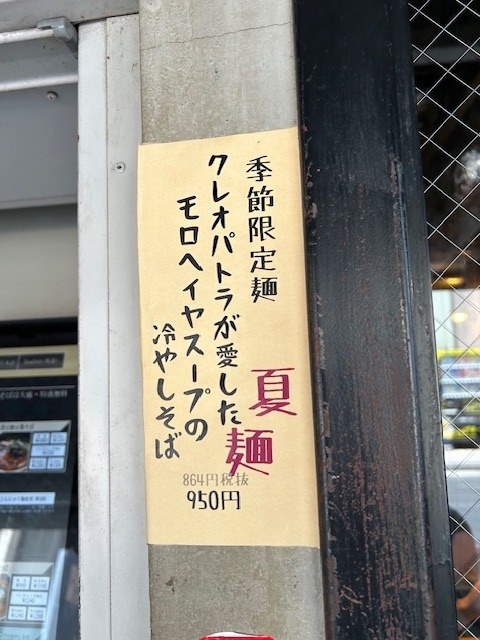 季節限定麺
夏麺
クレオパトラが愛した
モロヘイヤスープの
冷やしそば
864円税抜
950円